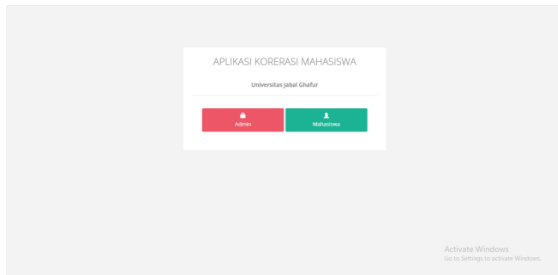 APLIKASI KORERASI MAHASISWA
Universitas Jabal Ghafur
Admin
Mahasiswa
Activate Windows
Go to Settings to activate Windows.